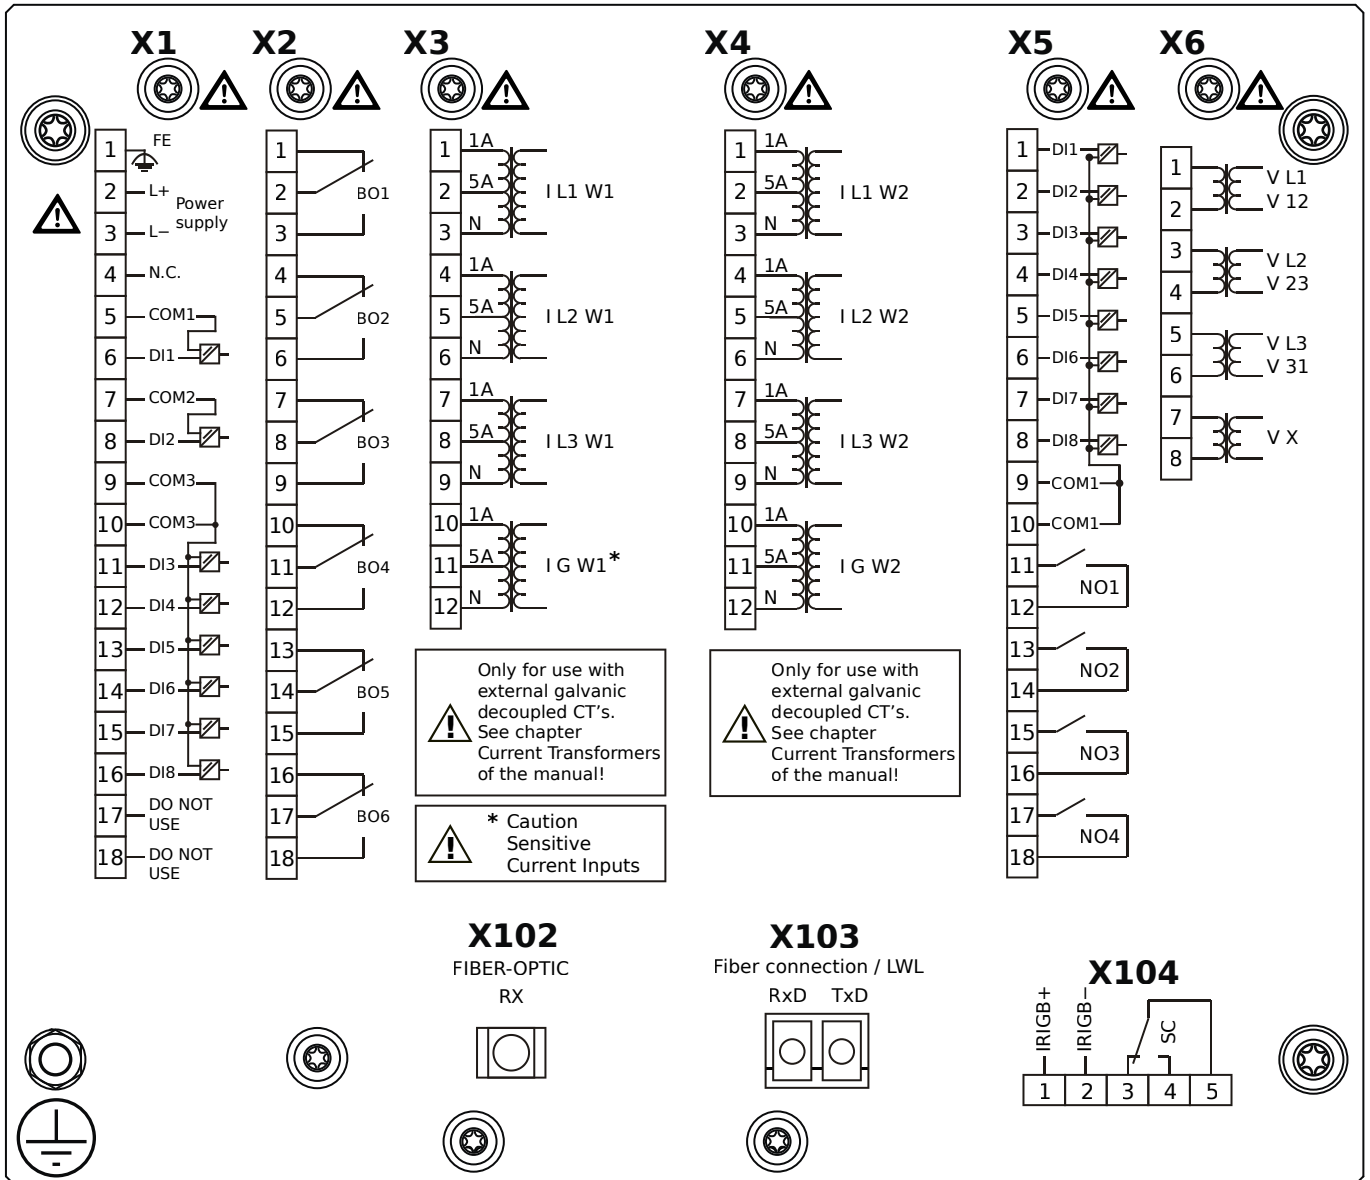 X1
X2
X3
X4
X5
X6
1 FE
2 L+
Power
supply
3 L−
4 N.C.
5 COM1
6 DI1
7 COM2
8 DI2
9 COM3
10 COM3
11 DI3
12 DI4
13 DI5
14 DI6
15 DI7
16 DI8
17 DO NOT
USE
18 DO NOT
USE
1
2 BO1
3
4
5 BO2
6
7
8 BO3
9
10
11 BO4
12
13
14 BO5
15
16
17 BO6
18
1 1A
2 5A I L1 W1
3 N
4 1A
5 5A I L2 W1
6 N
7 1A
8 5A I L3 W1
9 N
10 1A
11 5A I G W1*
12 N
Only for use with
external galvanic
decoupled CT's.
See chapter
Current Transformers
of the manual!
* Caution
Sensitive
Current Inputs
1 1A
2 5A I L1 W2
3 N
4 1A
5 5A I L2 W2
6 N
7 1A
8 5A I L3 W2
9 N
10 1A
11 5A I G W2
12 N
Only for use with
external galvanic
decoupled CT's.
See chapter
Current Transformers
of the manual!
1 DI1
2 DI2
3 DI3
4 DI4
5 DI5
6 DI6
7 DI7
8 DI8
9 COM1
10 COM1
11
NO1
12
13
NO2
14
15
NO3
16
17
NO4
18
1
V L1
V 12
2
3
V L2
V 23
4
5
V L3
V 31
6
7
V X
8
X102
FIBER-OPTIC
RX
X103
Fiber connection / LWL
RxD TxD
X104
IRIGB+
IRIGB−
SC
1 2 3 4 5